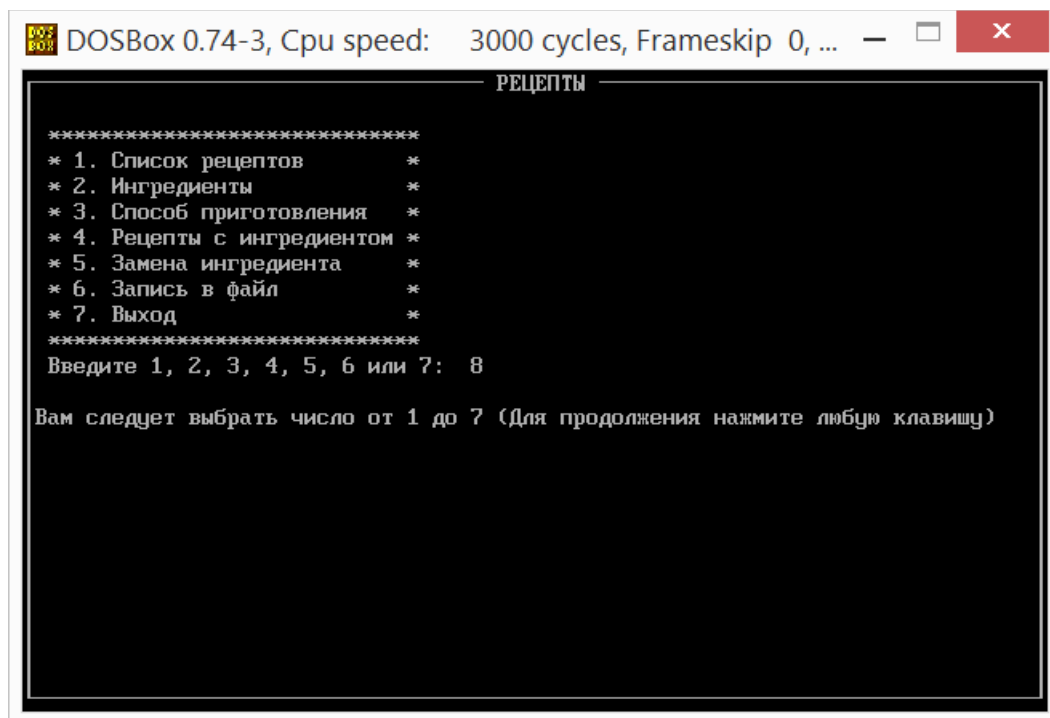 DOSBox 0.74-3, Cpu speed: 3000 cycles, Frameskip 0, ...
РЕЦЕПТЫ
*****************************
* 1. Список рецептов *
* 2. Ингредиенты *
* 3. Способ приготовления *
* 4. Рецепты с ингредиентом *
* 5. Замена ингредиента *
* 6. Запись в файл *
* 7. Выход *
*****************************
Введите 1, 2, 3, 4, 5, 6 или 7: 8
Вам следует выбрать число от 1 до 7 (Для продолжения нажмите любую клавишу)